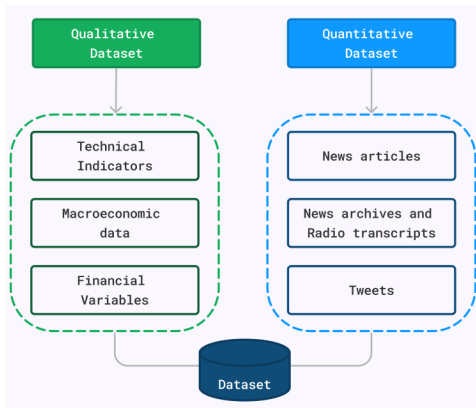 Qualitative
Dataset
Quantitative
Dataset
Technical
Indicators
Macroeconomic
data
Financial
Variables
News articles
News archives and
Radio transcripts
Tweets
Dataset